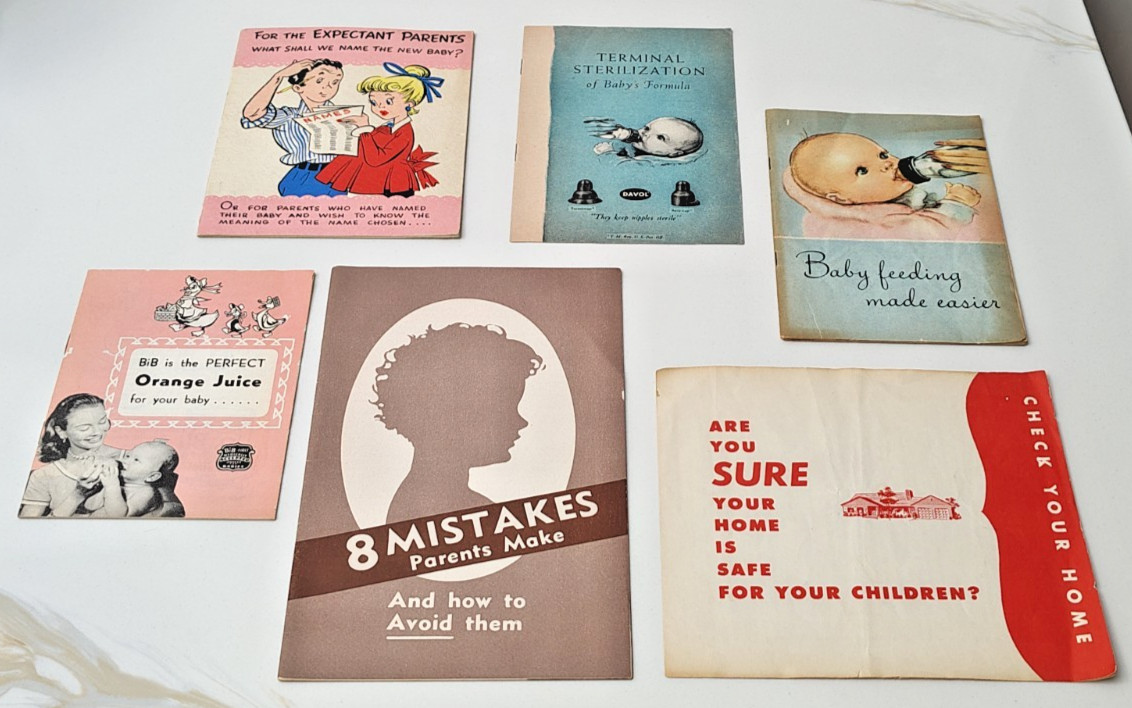 FOR THE EXPECTANT PARENTS
WHAT SHALL WE NAME THE NEW BABY?
NAMES
OR FOR PARENTS WHO HAVE NAMED
THEIR BABY AND WISH TO KNOW THE
MEANING OF THE NAME CHOSEN....
TERMINAL
STERILIZATION
of Baby's Formula
DAVOL
"They keep nipples sterile"
Baby feeding
made easier
BiB is the PERFECT
Orange Juice
for your baby......
BiB
BABIES
8 MISTAKES
Parents Make
And how to
Avoid them
ARE
YOU
SURE
YOUR
HOME
IS
SAFE
FOR YOUR CHILDREN?
CHECK YOUR HOME